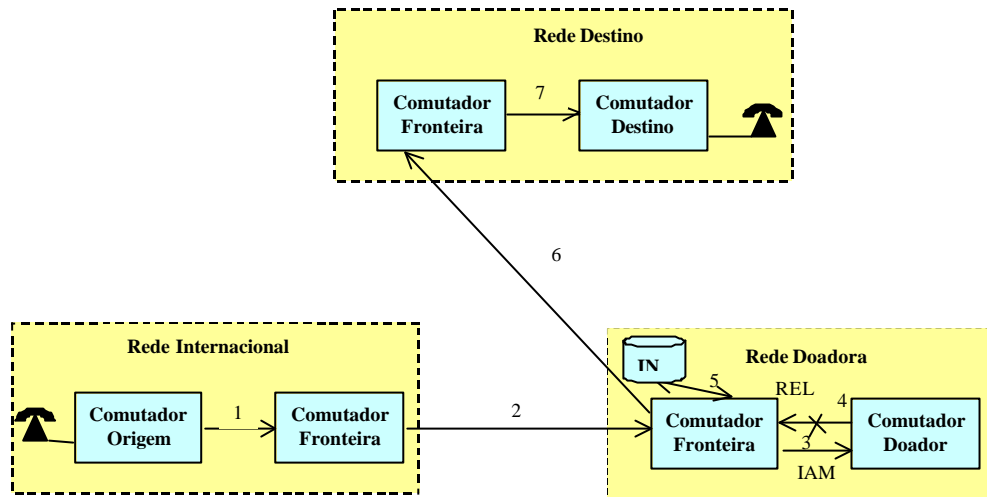 Rede Destino
7
Comutador
Fronteira
Comutador
Destino
6
Rede Internacional
1
2
Comutador
Origem
Comutador
Fronteira
Rede Doadora
IN
5
REL
4
Comutador
Fronteira
3
Comutador
Doador
IAM